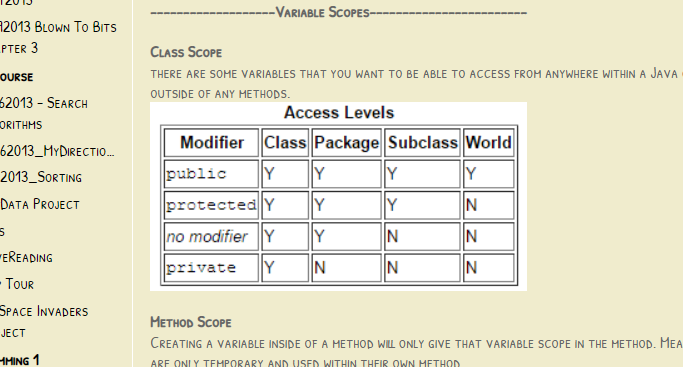 2013
A2013 Blown To Bits
pter 3
ourse
62013 – Search
orithms
62013_MyDirectio...
2013_Sorting
Data Project
s
veReading
Tour
Space Invaders
ject
mming 1
-------------------Variable Scopes------------------------
Class Scope
there are some variables that you want to be able to access from anywhere within a Java
outside of any methods.
Access Levels
Modifier Class Package Subclass World
public Y Y Y Y
protected Y Y Y N
no modifier Y Y N N
private Y N N N
Method Scope
Creating a variable inside of a method will only give that variable scope in the method. Mea
are only temporary and used within their own method